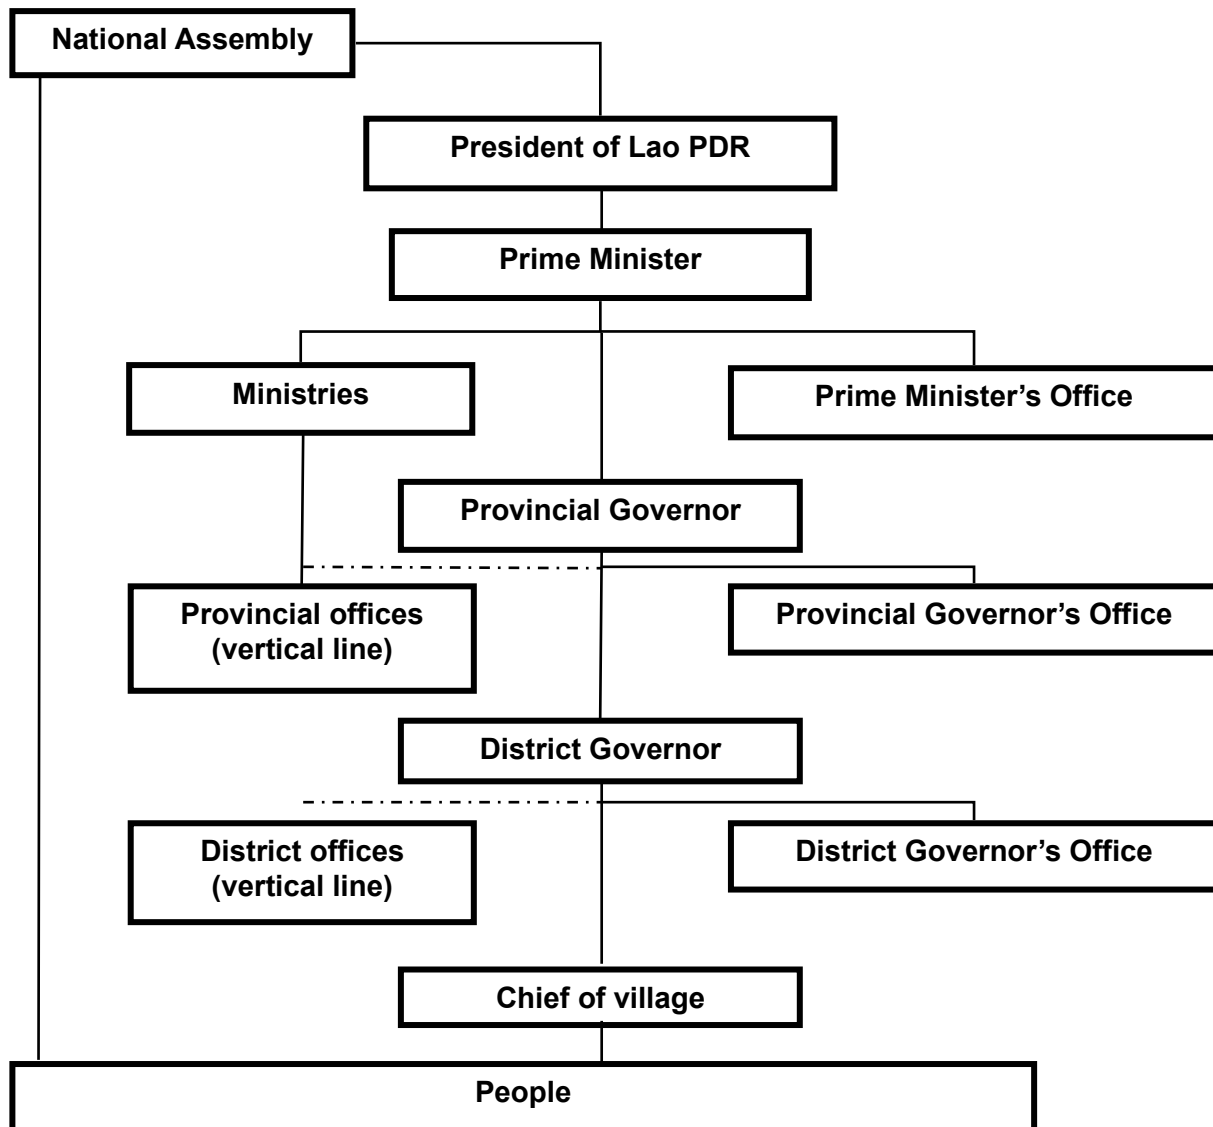 National Assembly
President of Lao PDR
Prime Minister
Ministries
Prime Minister’s Office
Provincial Governor
Provincial offices
(vertical line)
Provincial Governor’s Office
District Governor
District offices
(vertical line)
District Governor’s Office
Chief of village
People